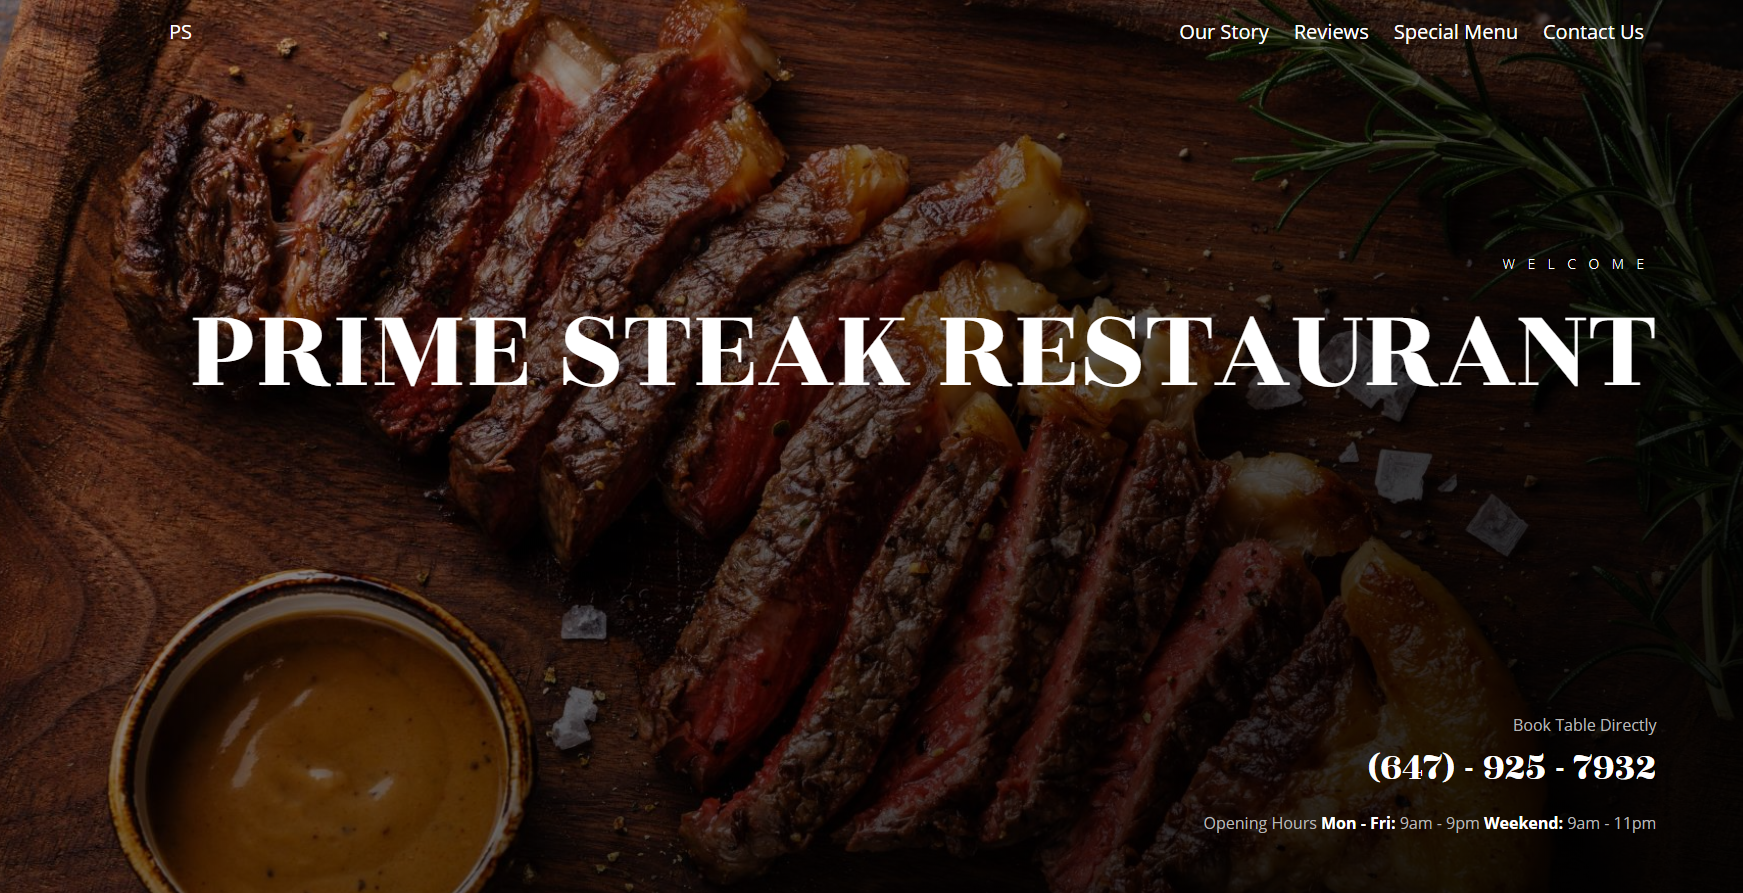 PS
Our Story Reviews Special Menu Contact Us
WELCOME
PRIME STEAK RESTAURANT
Book Table Directly
(647) - 925 - 7932
Opening Hours Mon - Fri: 9am - 9pm Weekend: 9am - 11pm